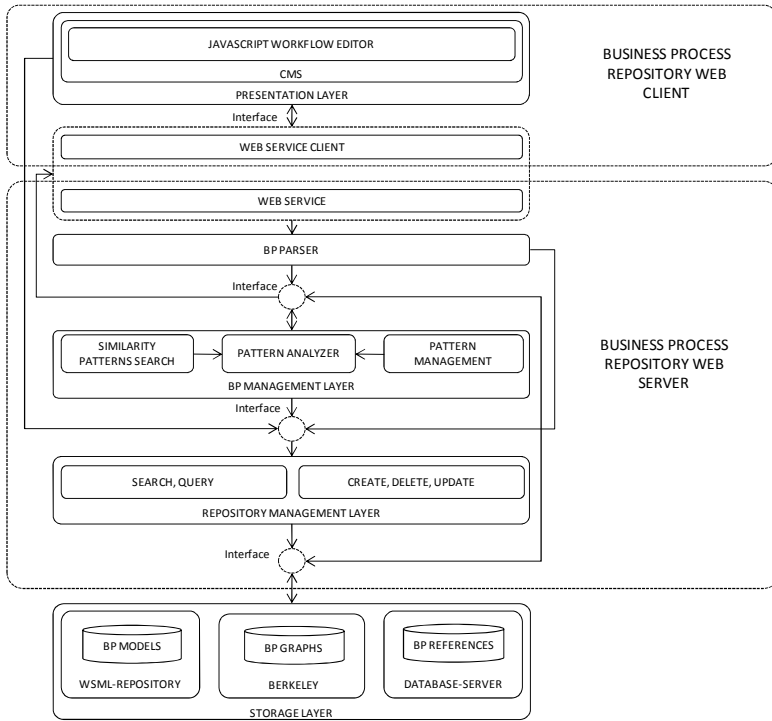 JAVASCRIPT WORKFLOW EDITOR
CMS
PRESENTATION LAYER
BUSINESS PROCESS
REPOSITORY WEB
CLIENT
Interface
WEB SERVICE CLIENT
WEB SERVICE
BP PARSER
Interface
SIMILARITY
PATTERNS SEARCH
PATTERN ANALYZER
PATTERN
MANAGEMENT
BP MANAGEMENT LAYER
BUSINESS PROCESS
REPOSITORY WEB
SERVER
Interface
SEARCH, QUERY
CREATE, DELETE, UPDATE
REPOSITORY MANAGEMENT LAYER
Interface
BP MODELS
WSML-REPOSITORY
BP GRAPHS
BERKELEY
BP REFERENCES
DATABASE-SERVER
STORAGE LAYER